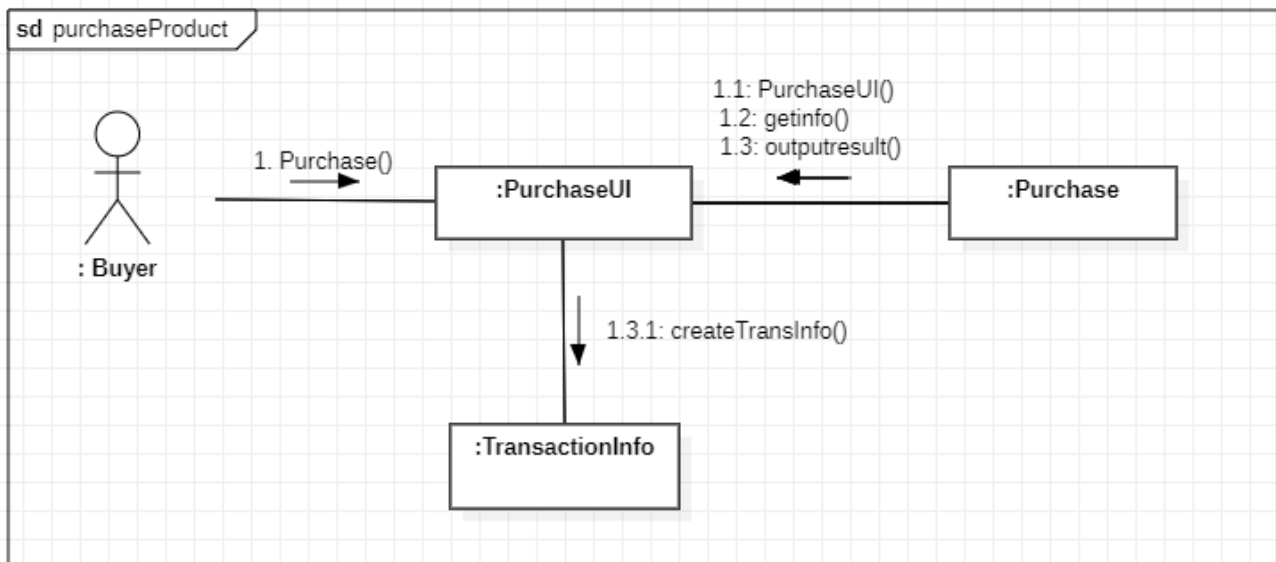 sd purchaseProduct
1.1: PurchaseUI()
1.2: getinfo()
1.3: outputresult()
1. Purchase()
:PurchaseUI
:Purchase
: Buyer
1.3.1: createTransInfo()
:TransactionInfo